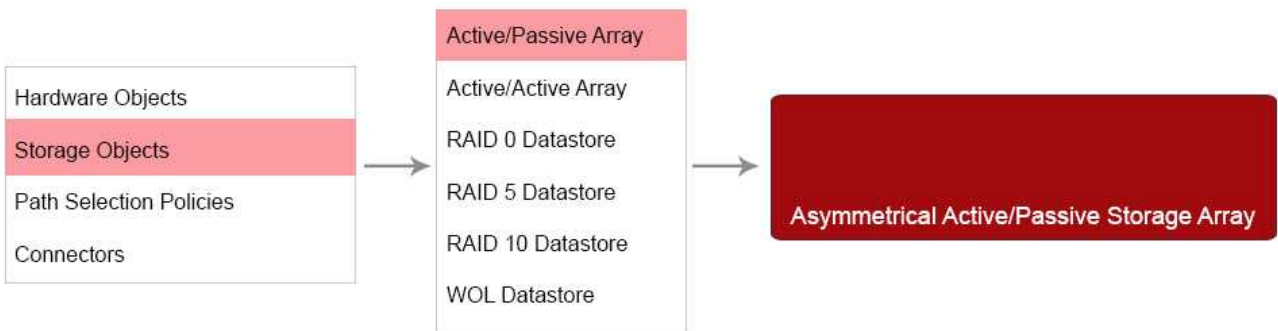 Hardware Objects
Storage Objects
Path Selection Policies
Connectors
Active/Passive Array
Active/Active Array
RAID 0 Datastore
RAID 5 Datastore
RAID 10 Datastore
WOL Datastore
Asymmetrical Active/Passive Storage Array